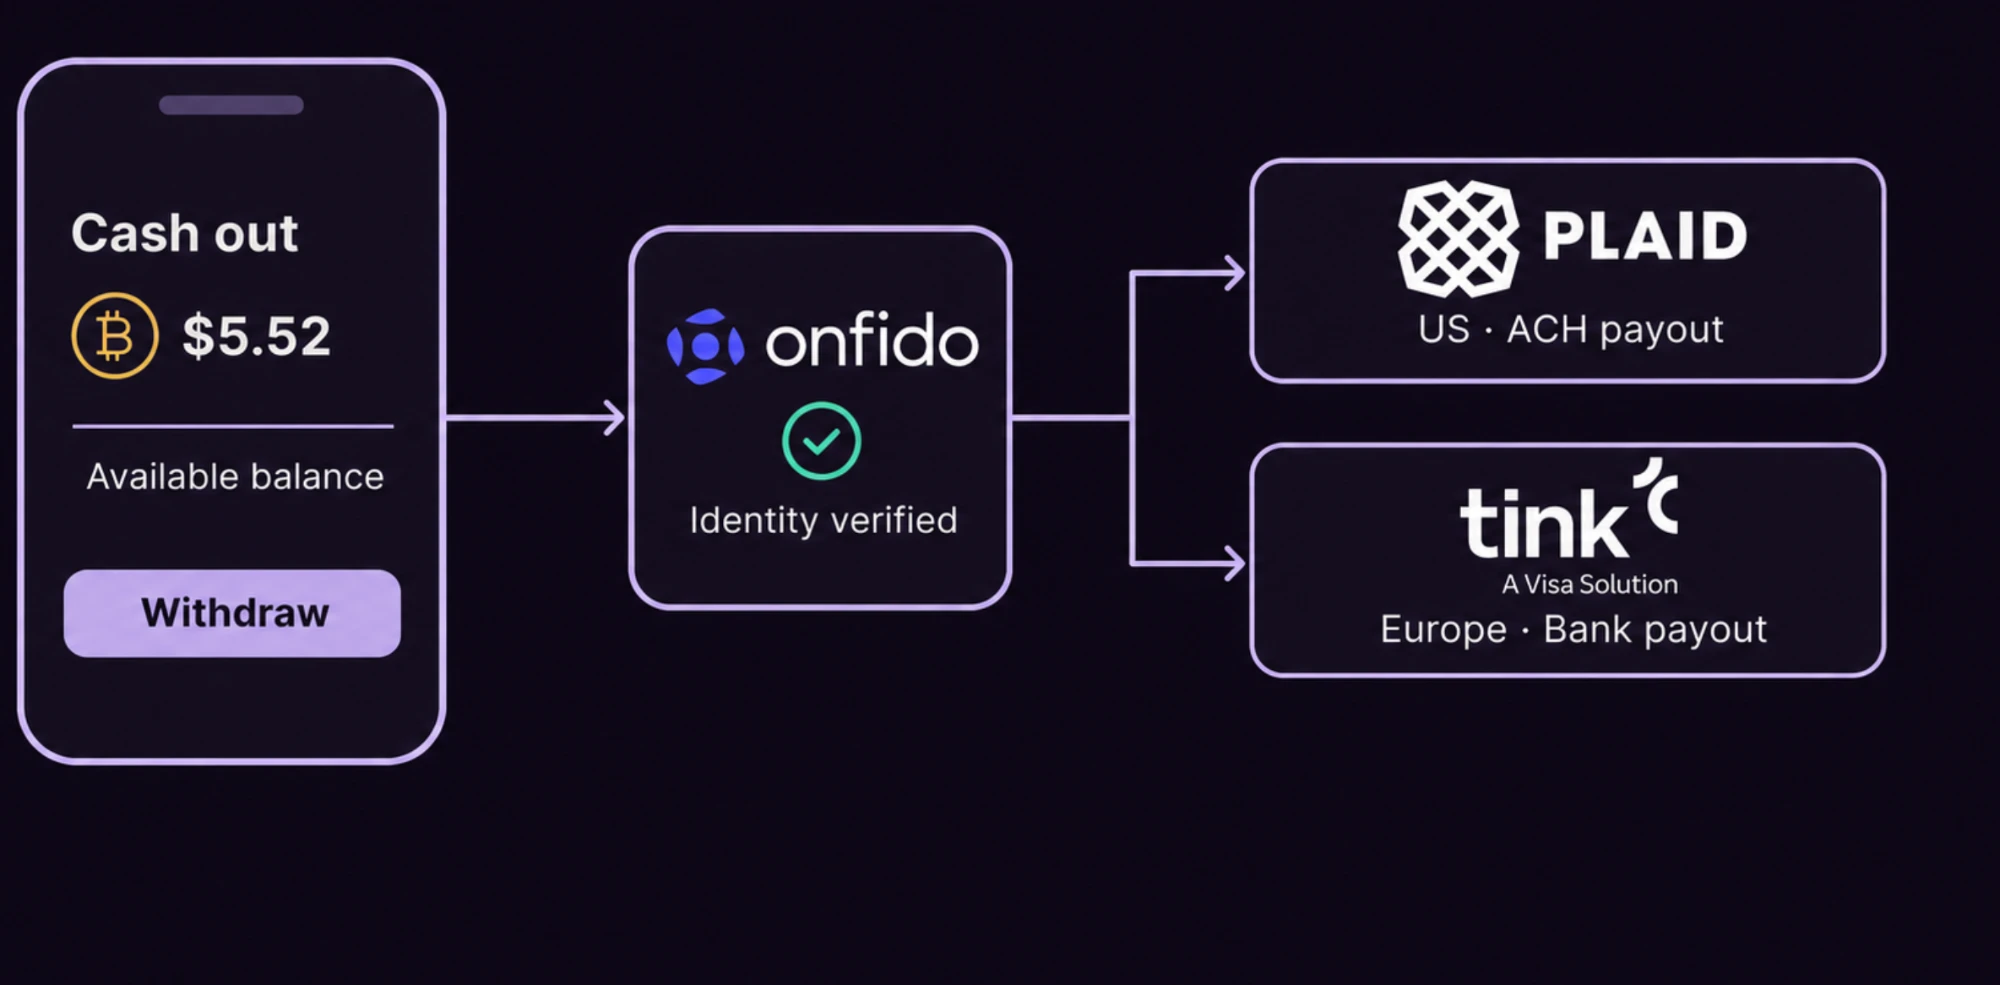 Cash out
$5.52
Available balance
Withdraw
onfido
Identity verified
PLAID
US · ACH payout
tink
A Visa Solution
Europe · Bank payout